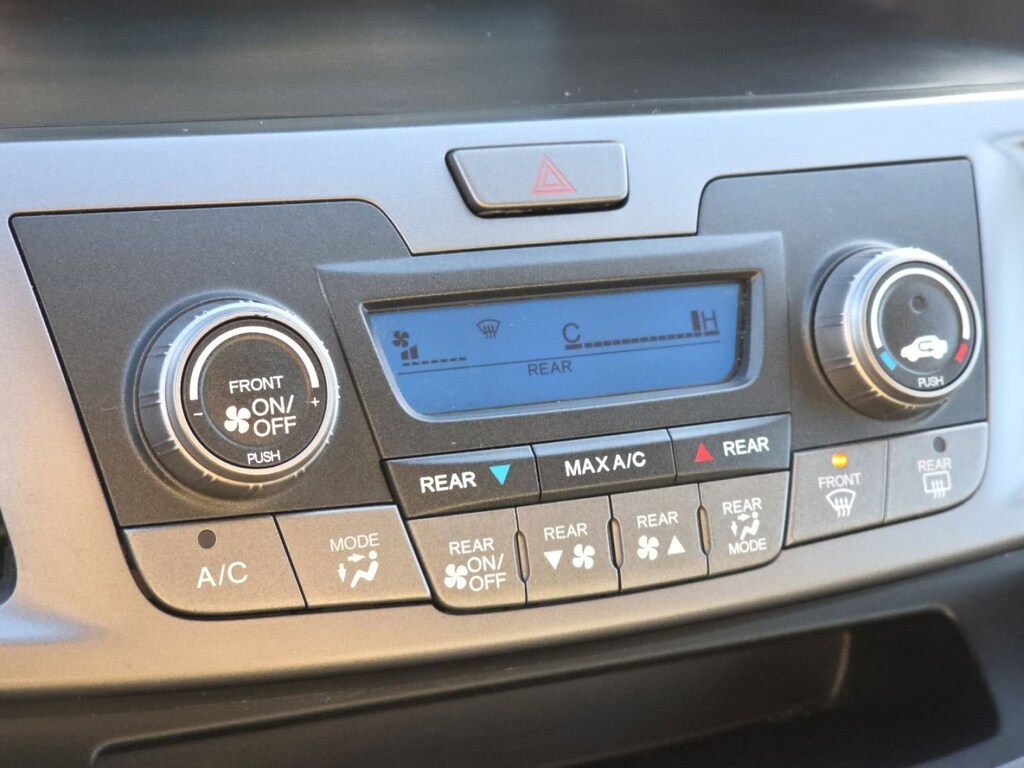 C H
REAR
FRONT
- ON/ +
OFF
PUSH
PUSH
REAR
MAX A/C
REAR
FRONT
REAR
A/C
MODE
REAR
ON/
OFF
REAR
REAR
REAR
MODE